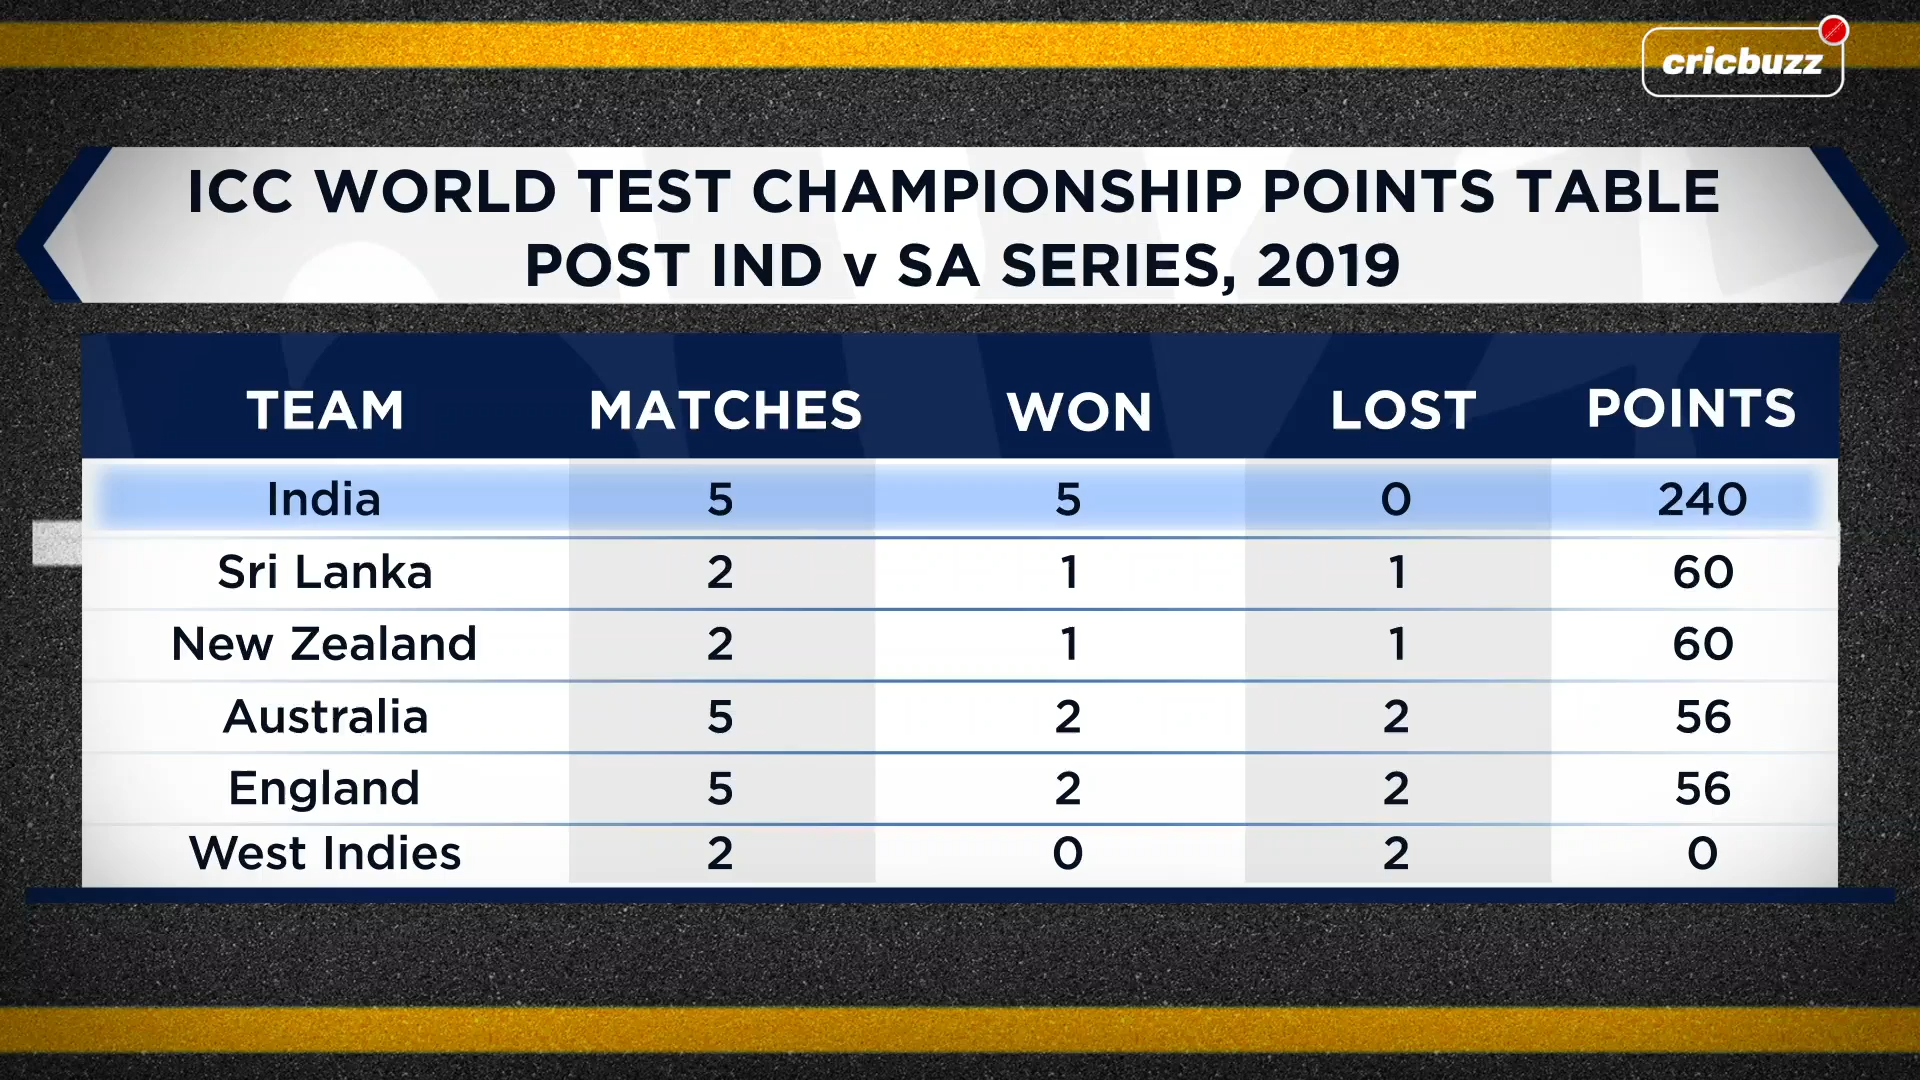 cricbuzz
ICC WORLD TEST CHAMPIONSHIP POINTS TABLE
POST IND v SA SERIES, 2019
TEAM MATCHES WON LOST POINTS
India 5 5 0 240
Sri Lanka 2 1 1 60
New Zealand 2 1 1 60
Australia 5 2 2 56
England 5 2 2 56
West Indies 2 0 2 0